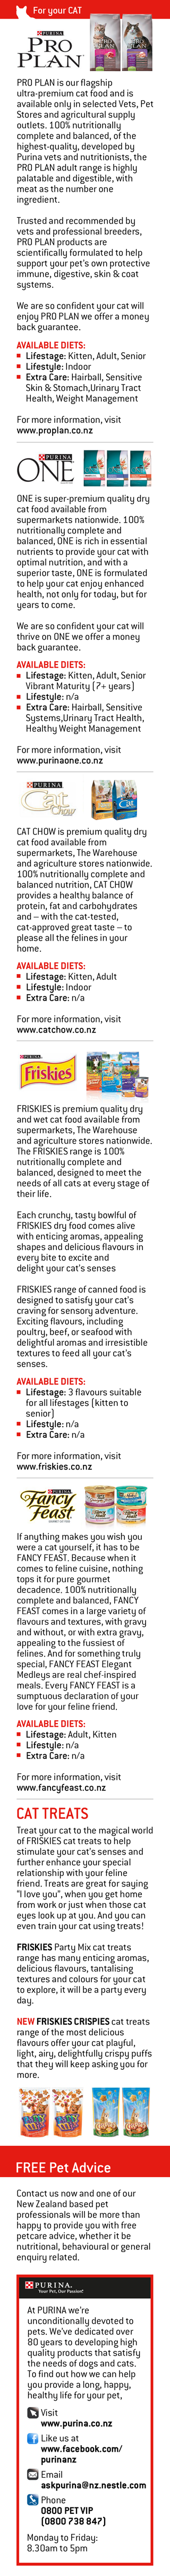 For your CAT
PURINA
PRO
PLAN
PRO PLAN is our flagship
ultra-premium cat food and is
available only in selected Vets, Pet
Stores and agricultural supply
outlets. 100% nutritionally
complete and balanced, of the
highest-quality, developed by
Purina vets and nutritionists, the
PRO PLAN adult range is highly
palatable and digestible, with
meat as the number one
ingredient.
Trusted and recommended by
vets and professional breeders,
PRO PLAN products are
scientifically formulated to help
support your pet's own protective
immune, digestive, skin & coat
systems.
We are so confident your cat will
enjoy PRO PLAN we offer a money
back guarantee.
AVAILABLE DIETS:
Lifestage: Kitten, Adult, Senior
Lifestyle: Indoor
Extra Care: Hairball, Sensitive
Skin & Stomach,Urinary Tract
Health, Weight Management
For more information, visit
www.proplan.co.nz
PURINA
ONE
ONE is super-premium quality dry
cat food available from
supermarkets nationwide. 100%
nutritionally complete and
balanced, ONE is rich in essential
nutrients to provide your cat with
optimal nutrition, and with a
superior taste, ONE is formulated
to help your cat enjoy enhanced
health, not only for today, but for
years to come.
We are so confident your cat will
thrive on ONE we offer a money
back guarantee.
AVAILABLE DIETS:
Lifestage: Kitten, Adult, Senior
Vibrant Maturity (7+ years)
Lifestyle: n/a
Extra Care: Hairball, Sensitive
Systems,Urinary Tract Health,
Healthy Weight Management
For more information, visit
www.purinaone.co.nz
PURINA
Cat
Chow
CAT CHOW is premium quality dry
cat food available from
supermarkets, The Warehouse
and agriculture stores nationwide.
100% nutritionally complete and
balanced nutrition, CAT CHOW
provides a healthy balance of
protein, fat and carbohydrates
and – with the cat-tested,
cat-approved great taste – to
please all the felines in your
home.
AVAILABLE DIETS:
Lifestage: Kitten, Adult
Lifestyle: Indoor
Extra Care: n/a
For more information, visit
www.catchow.co.nz
PURINA
Friskies
FRISKIES is premium quality dry
and wet cat food available from
supermarkets, The Warehouse
and agriculture stores nationwide.
The FRISKIES range is 100%
nutritionally complete and
balanced, designed to meet the
needs of all cats at every stage of
their life.
Each crunchy, tasty bowlful of
FRISKIES dry food comes alive
with enticing aromas, appealing
shapes and delicious flavours in
every bite to excite and
delight your cat's senses
FRISKIES range of canned food is
designed to satisfy your cat's
craving for sensory adventure.
Exciting flavours, including
poultry, beef, or seafood with
delightful aromas and irresistible
textures to feed all your cat's
senses.
AVAILABLE DIETS:
Lifestage: 3 flavours suitable
for all lifestages (kitten to
senior)
Lifestyle: n/a
Extra Care: n/a
For more information, visit
www.friskies.co.nz
PURINA
Fancy
Feast
If anything makes you wish you
were a cat yourself, it has to be
FANCY FEAST. Because when it
comes to feline cuisine, nothing
tops it for pure gourmet
decadence. 100% nutritionally
complete and balanced, FANCY
FEAST comes in a large variety of
flavours and textures, with gravy
and without, or with extra gravy,
appealing to the fussiest of
felines. And for something truly
special, FANCY FEAST Elegant
Medleys are real chef-inspired
meals. Every FANCY FEAST is a
sumptuous declaration of your
love for your feline friend.
AVAILABLE DIETS:
Lifestage: Adult, Kitten
Lifestyle: n/a
Extra Care: n/a
For more information, visit
www.fancyfeast.co.nz
CAT TREATS
Treat your cat to the magical world
of FRISKIES cat treats to help
stimulate your cat's senses and
further enhance your special
relationship with your feline
friend. Treats are great for saying
"I love you", when you get home
from work or just when those cat
eyes look up at you. And you can
even train your cat using treats!
FRISKIES Party Mix cat treats
range has many enticing aromas,
delicious flavours, tantalising
textures and colours for your cat
to explore, it will be a party every
day.
NEW FRISKIES CRISPIES cat treats
range of the most delicious
flavours offer your cat playful,
light, airy, delightfully crispy puffs
that they will keep asking you for
more.
FREE Pet Advice
Contact us now and one of our
New Zealand based pet
professionals will be more than
happy to provide you with free
petcare advice, whether it be
nutritional, behavioural or general
enquiry related.
PURINA.
Your Pet, Our Passion!
At PURINA we're
unconditionally devoted to
pets. We've dedicated over
80 years to developing high
quality products that satisfy
the needs of dogs and cats.
To find out how we can help
you provide a long, happy,
healthy life for your pet,
Visit
www.purina.co.nz
Like us at
www.facebook.com/
purinanz
Email
askpurina@nz.nestle.com
Phone
0800 PET VIP
(0800 738 847)
Monday to Friday:
8.30am to 5pm